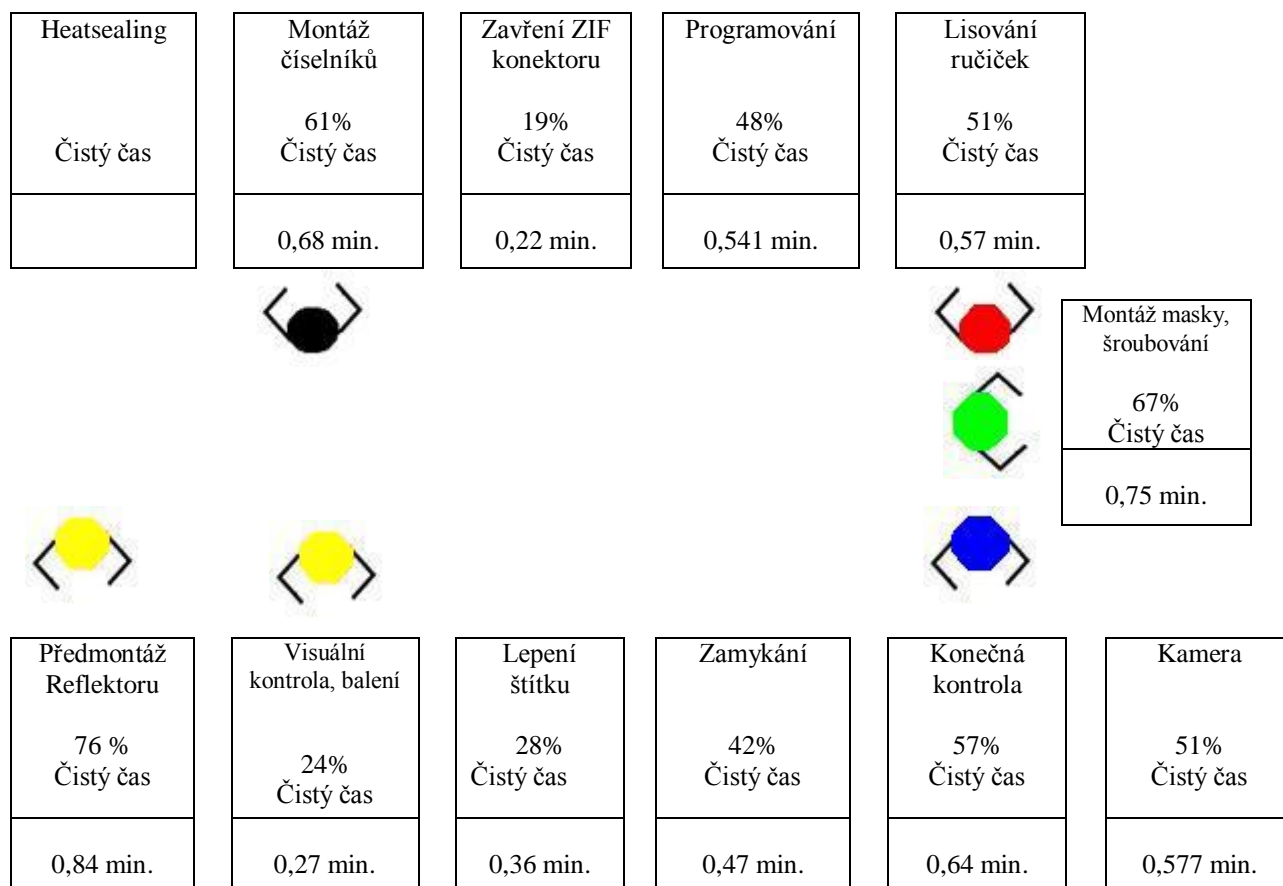 Heatsealing
Čistý čas
Montáž
číselníků
61%
Čistý čas
0,68 min.
Zavření ZIF
konektoru
19%
Čistý čas
0,22 min.
Programování
48%
Čistý čas
0,541 min.
Lisování
ručiček
51%
Čistý čas
0,57 min.
Montáž masky,
šroubování
67%
Čistý čas
0,75 min.
Předmontáž
Reflektoru
76 %
Čistý čas
0,84 min.
Visuální
kontrola, balení
24%
Čistý čas
0,27 min.
Lepení
štítku
28%
Čistý čas
0,36 min.
Zamykání
42%
Čistý čas
0,47 min.
Konečná
kontrola
57%
Čistý čas
0,64 min.
Kamera
51%
Čistý čas
0,577 min.